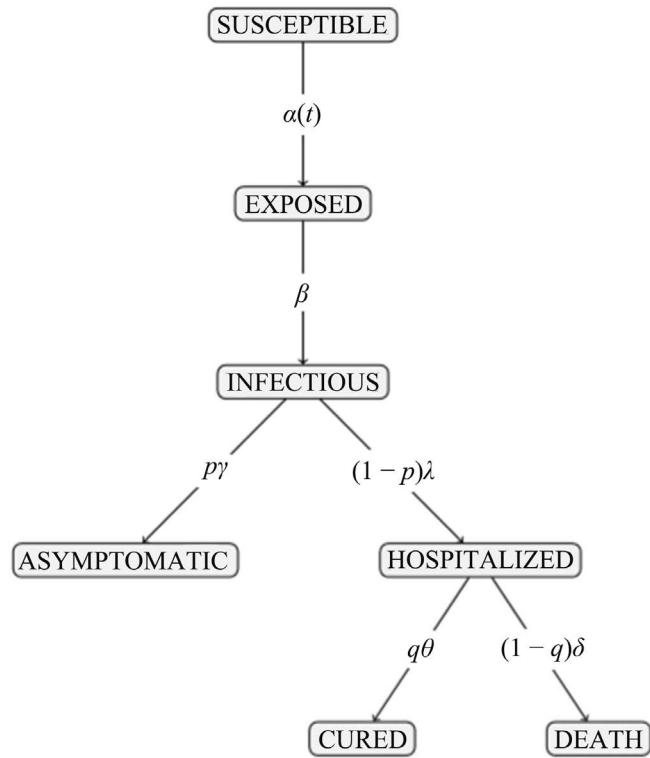 SUSCEPTIBLE
α(t)
EXPOSED
β
INFECTIOUS
pγ
(1 − p)λ
ASYMPTOMATIC
HOSPITALIZED
qθ
(1 − q)δ
CURED
DEATH